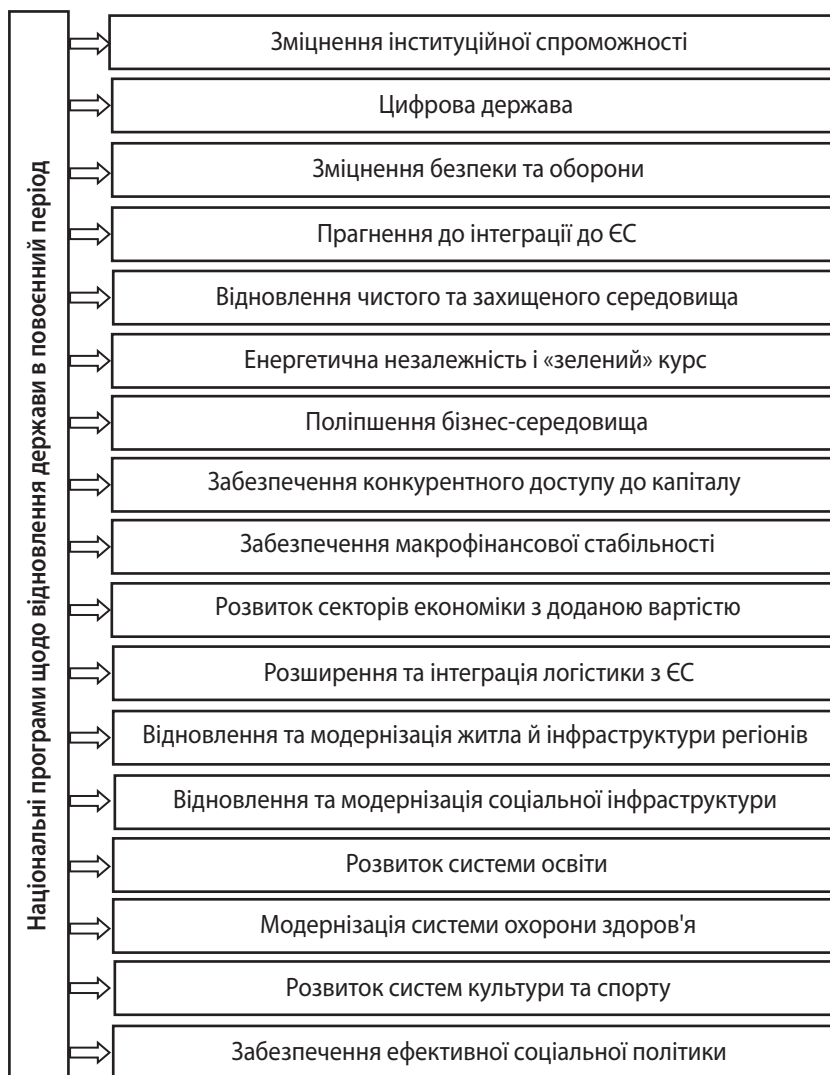 Національні програми щодо відновлення держави в повоєнний період
Зміцнення інституційної спроможності
Цифрова держава
Зміцнення безпеки та оборони
Прагнення до інтеграції до ЄС
Відновлення чистого та захищеного середовища
Енергетична незалежність і «зелений» курс
Поліпшення бізнес-середовища
Забезпечення конкурентного доступу до капіталу
Забезпечення макрофінансової стабільності
Розвиток секторів економіки з доданою вартістю
Розширення та інтеграція логістики з ЄС
Відновлення та модернізація житла й інфраструктури регіонів
Відновлення та модернізація соціальної інфраструктури
Розвиток системи освіти
Модернізація системи охорони здоров'я
Розвиток систем культури та спорту
Забезпечення ефективної соціальної політики